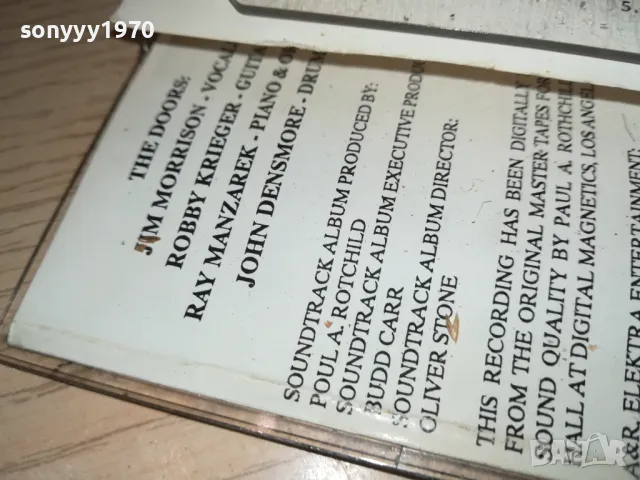 sonyyy1970
THE DOORS:
JIM MORRISON - VOCAL
ROBBY KRIEGER - GUITA
RAY MANZAREK - PIANO & O
JOHN DENSMORE - DRUM
SOUNDTRACK ALBUM PRODUCED BY:
POUL A. ROTCHILD
SOUNDTRACK ALBUM EXECUTIVE PRODU
BUDD CARR
SOUNDTRACK ALBUM DIRECTOR:
OLIVER STONE
THIS RECORDING HAS BEEN DIGITALLY
FROM THE ORIGINAL MASTER TAPES FOR
SOUND QUALITY BY PAUL A. ROTHCHIL
ALL AT DIGITAL MAGNETICS, LOS ANGEL
ELEKTRA ENTERTAINMENT:
BAZAR